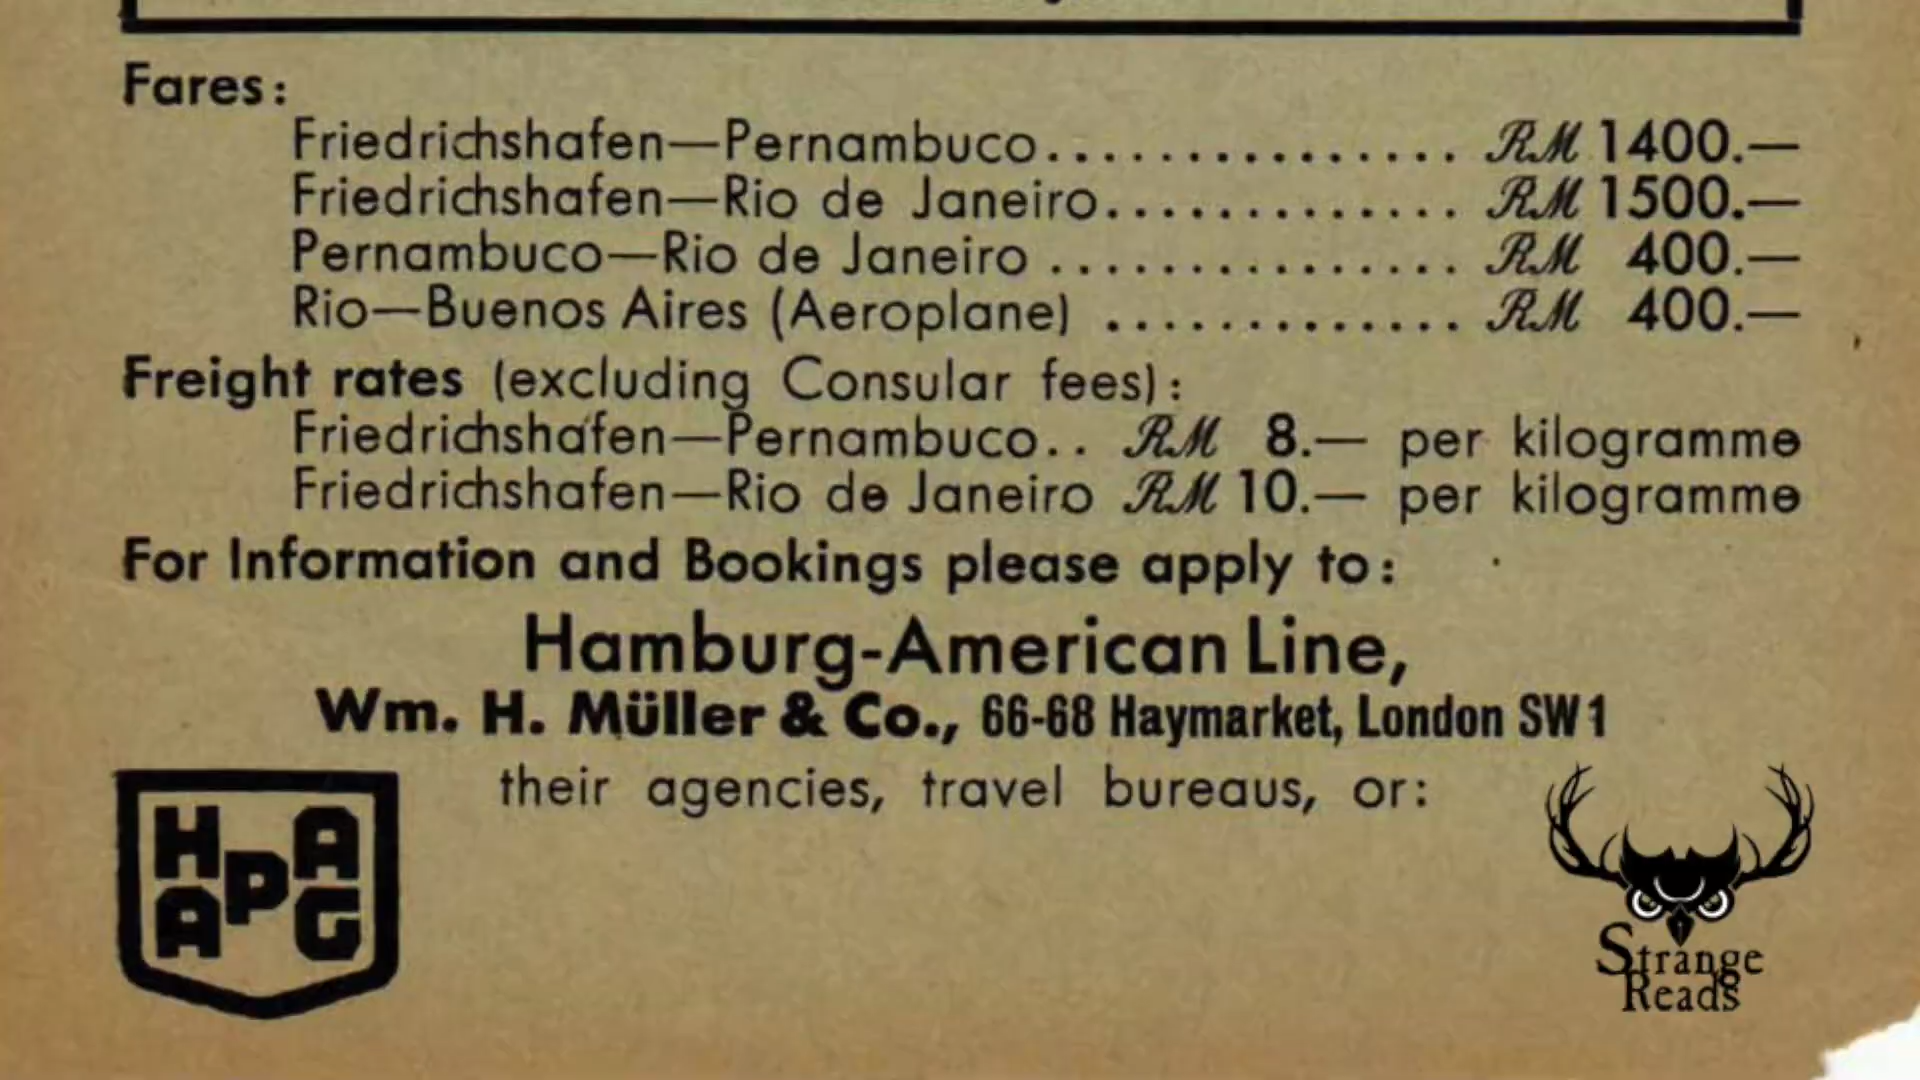 Fares:
Friedrichshafen—Pernambuco............... RM 1400.—
Friedrichshafen—Rio de Janeiro............. RM 1500.—
Pernambuco—Rio de Janeiro ............... RM 400.—
Rio—Buenos Aires (Aeroplane) ............. RM 400.—
Freight rates (excluding Consular fees):
Friedrichshafen—Pernambuco.. RM 8.— per kilogramme
Friedrichshafen—Rio de Janeiro RM 10.— per kilogramme
For Information and Bookings please apply to:
Hamburg-American Line,
Wm. H. Müller & Co., 66-68 Haymarket, London SW1
their agencies, travel bureaus, or:
HAPAG
Strange
Reads